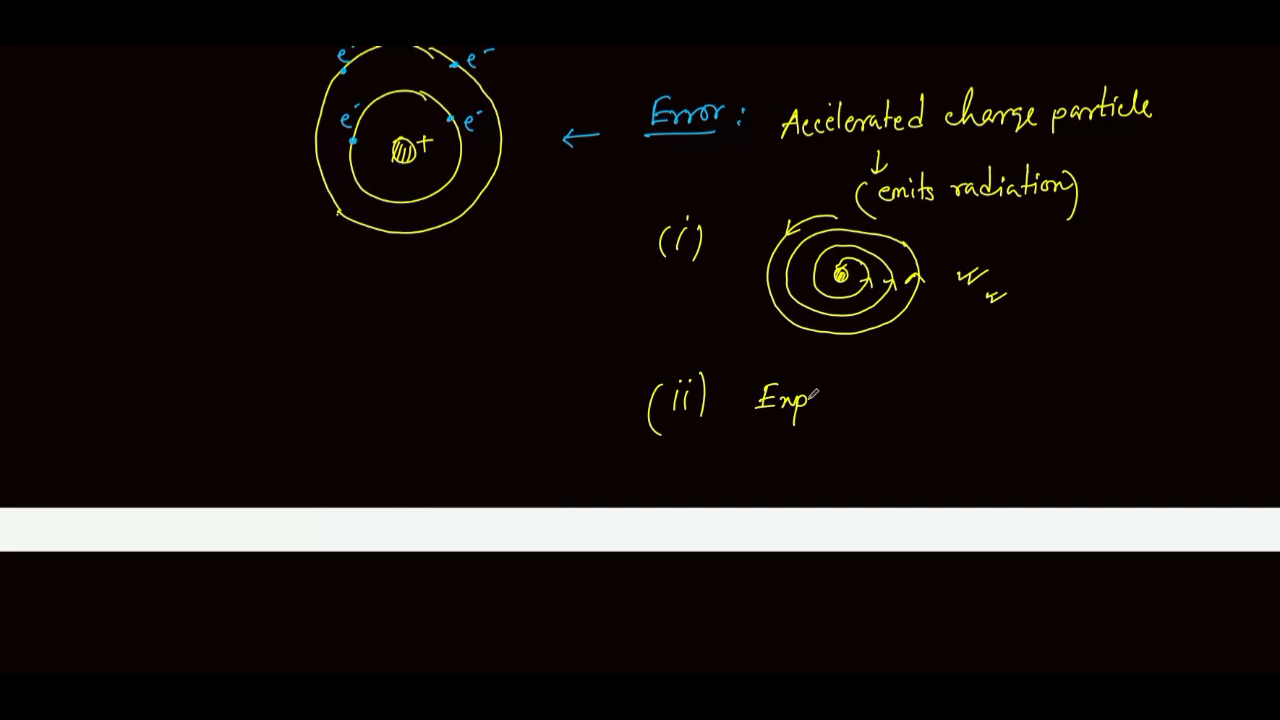 e⁻ e⁻
e⁻ e⁻
+
← Error : Accelerated charge particle
↓
(emits radiation)
(i)
(ii) Exp